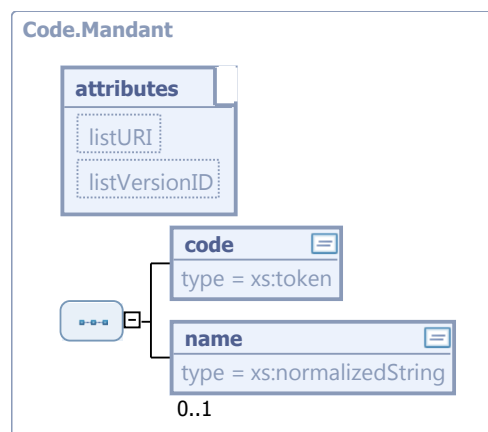 Code.Mandant
attributes
listURI
listVersionID
code
type = xs:token
name
type = xs:normalizedString
0..1